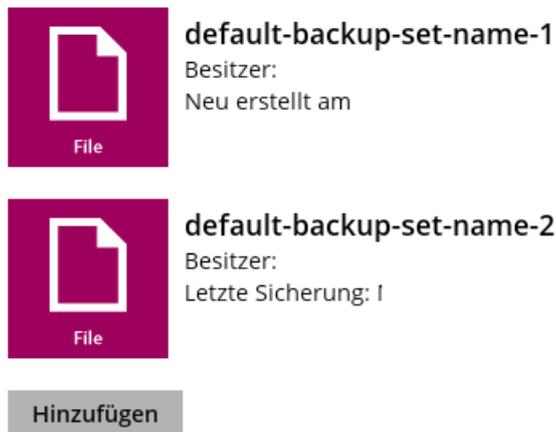 default-backup-set-name-1
Besitzer:
Neu erstellt am
File
default-backup-set-name-2
Besitzer:
Letzte Sicherung:
File
Hinzufügen